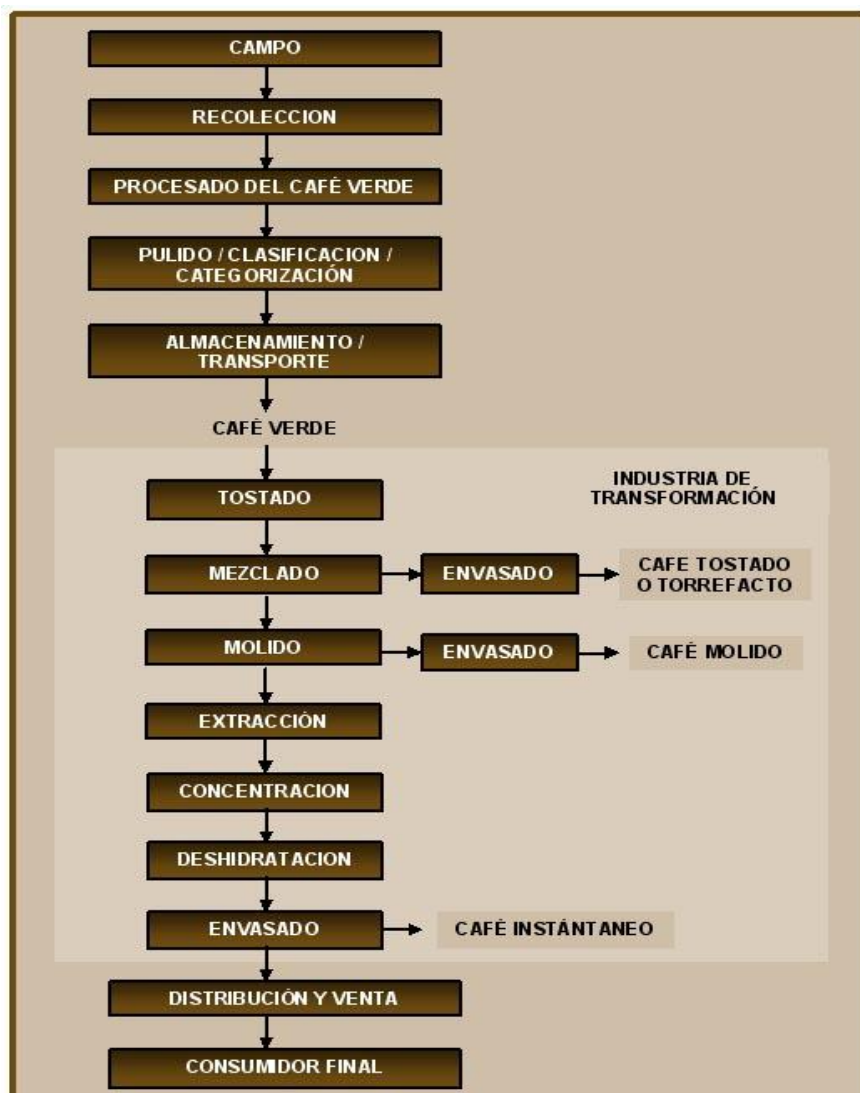 CAMPO
RECOLECCION
PROCESADO DEL CAFÉ VERDE
PULIDO / CLASIFICACION /
CATEGORIZACIÓN
ALMACENAMIENTO /
TRANSPORTE
CAFÉ VERDE
INDUSTRIA DE
TRANSFORMACIÓN
TOSTADO
MEZCLADO
ENVASADO
CAFE TOSTADO
O TORREFACTO
MOLIDO
ENVASADO
CAFÉ MOLIDO
EXTRACCIÓN
CONCENTRACION
DESHIDRATACION
ENVASADO
CAFÉ INSTÁNTANEO
DISTRIBUCIÓN Y VENTA
CONSUMIDOR FINAL